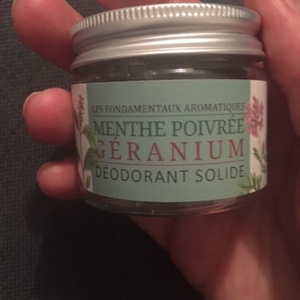 LES FONDAMENTAUX AROMATIQUES
MENTHE POIVRÉE
GÉRANIUM
DÉODORANT SOLIDE